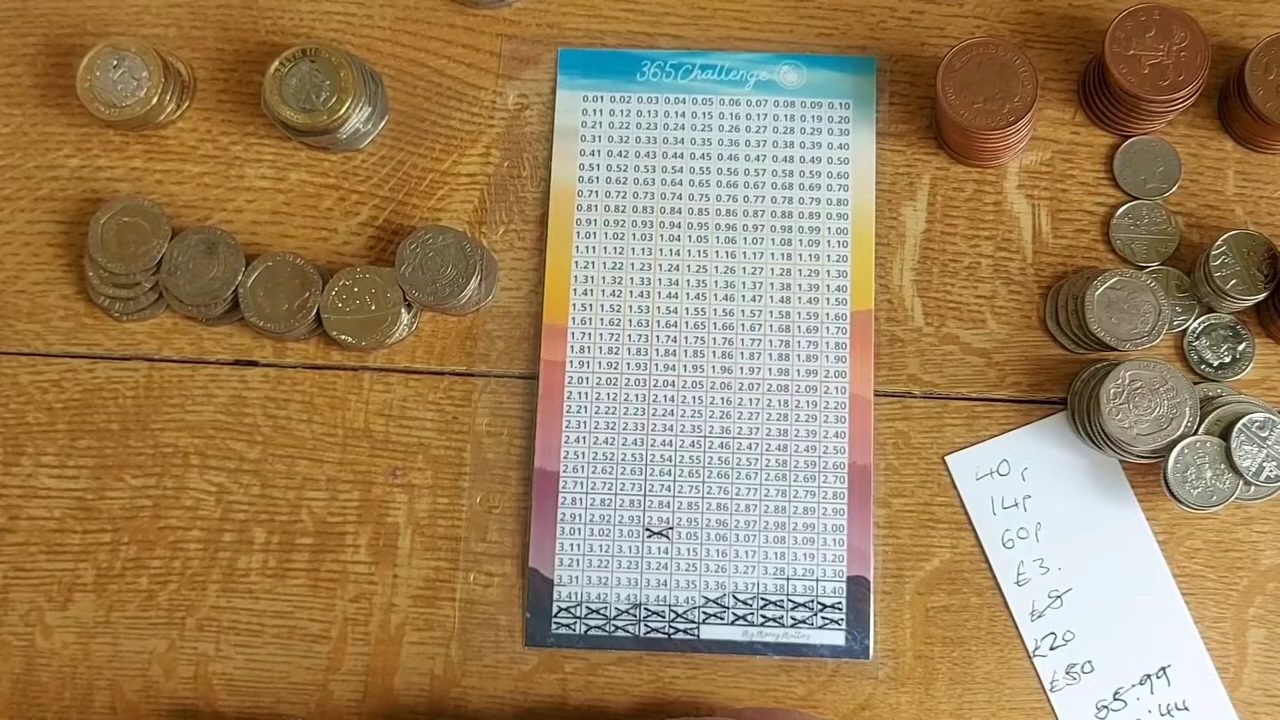 365 Challenge
0.01 0.02 0.03 0.04 0.05 0.06 0.07 0.08 0.09 0.10
0.11 0.12 0.13 0.14 0.15 0.16 0.17 0.18 0.19 0.20
0.21 0.22 0.23 0.24 0.25 0.26 0.27 0.28 0.29 0.30
0.31 0.32 0.33 0.34 0.35 0.36 0.37 0.38 0.39 0.40
0.41 0.42 0.43 0.44 0.45 0.46 0.47 0.48 0.49 0.50
0.51 0.52 0.53 0.54 0.55 0.56 0.57 0.58 0.59 0.60
0.61 0.62 0.63 0.64 0.65 0.66 0.67 0.68 0.69 0.70
0.71 0.72 0.73 0.74 0.75 0.76 0.77 0.78 0.79 0.80
0.81 0.82 0.83 0.84 0.85 0.86 0.87 0.88 0.89 0.90
0.91 0.92 0.93 0.94 0.95 0.96 0.97 0.98 0.99 1.00
1.01 1.02 1.03 1.04 1.05 1.06 1.07 1.08 1.09 1.10
1.11 1.12 1.13 1.14 1.15 1.16 1.17 1.18 1.19 1.20
1.21 1.22 1.23 1.24 1.25 1.26 1.27 1.28 1.29 1.30
1.31 1.32 1.33 1.34 1.35 1.36 1.37 1.38 1.39 1.40
1.41 1.42 1.43 1.44 1.45 1.46 1.47 1.48 1.49 1.50
1.51 1.52 1.53 1.54 1.55 1.56 1.57 1.58 1.59 1.60
1.61 1.62 1.63 1.64 1.65 1.66 1.67 1.68 1.69 1.70
1.71 1.72 1.73 1.74 1.75 1.76 1.77 1.78 1.79 1.80
1.81 1.82 1.83 1.84 1.85 1.86 1.87 1.88 1.89 1.90
1.91 1.92 1.93 1.94 1.95 1.96 1.97 1.98 1.99 2.00
2.01 2.02 2.03 2.04 2.05 2.06 2.07 2.08 2.09 2.10
2.11 2.12 2.13 2.14 2.15 2.16 2.17 2.18 2.19 2.20
2.21 2.22 2.23 2.24 2.25 2.26 2.27 2.28 2.29 2.30
2.31 2.32 2.33 2.34 2.35 2.36 2.37 2.38 2.39 2.40
2.41 2.42 2.43 2.44 2.45 2.46 2.47 2.48 2.49 2.50
2.51 2.52 2.53 2.54 2.55 2.56 2.57 2.58 2.59 2.60
2.61 2.62 2.63 2.64 2.65 2.66 2.67 2.68 2.69 2.70
2.71 2.72 2.73 2.74 2.75 2.76 2.77 2.78 2.79 2.80
2.81 2.82 2.83 2.84 2.85 2.86 2.87 2.88 2.89 2.90
2.91 2.92 2.93 2.94 2.95 2.96 2.97 2.98 2.99 3.00
3.01 3.02 3.03 3.05 3.06 3.07 3.08 3.09 3.10
3.11 3.12 3.13 3.14 3.15 3.16 3.17 3.18 3.19 3.20
3.21 3.22 3.23 3.24 3.25 3.26 3.27 3.28 3.29 3.30
3.31 3.32 3.33 3.34 3.35 3.36 3.37 3.38 3.39 3.40
3.41 3.42 3.43 3.44 3.45
My Money Matters
40p
14p
60p
£3.
£8
£20
£50
55.99
.44